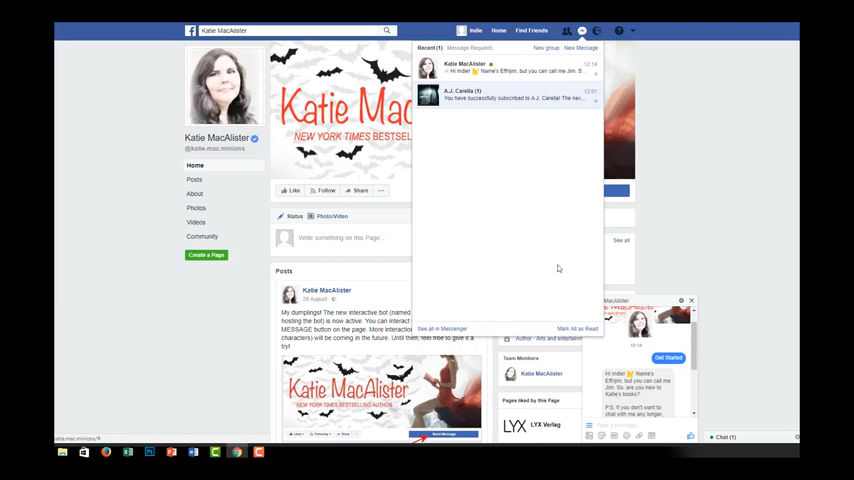 Katie MacAlister
Indie Home Find Friends
Recent (1) Message Requests New group New Message
Katie MacAlister 12:14
Hi Indie! 👋 Name's Effrijim, but you can call me Jim. S...
A.J. Carella (1) 12:01
You have successfully subscribed to A.J. Carella! The new...
Katie MacAlister
@katie.mac.minions
Home
Posts
About
Photos
Videos
Community
Create a Page
Katie MacAlister
NEW YORK TIMES BESTSEL
Like Follow Share ...
Status Photo/Video
Write something on this Page...
See all
Posts
Katie MacAlister
29 August
My dumplings! The new interactive bot (named
hosting the bot) is now active. You can interact
MESSAGE button on the page. More interaction
characters) will be coming in the future. Until then, feel free to give it a
try!
Katie MacAlister
NEW YORK TIMES BESTSELLING AUTHOR
Send Message
See all in Messenger Mark All as Read
Author · Arts and entertainm
Team Members
Katie MacAlister
Pages liked by this Page
LYX LYX Verlag
MacAlister
12:14
Get Started
Hi Indie! 👋 Name's
Effrijim, but you can call me
Jim. So, are you new to
Katie's books?
P.S. If you don't want to
chat with me any longer,
Type a message...
Chat (1)
katie.mac.minions/#